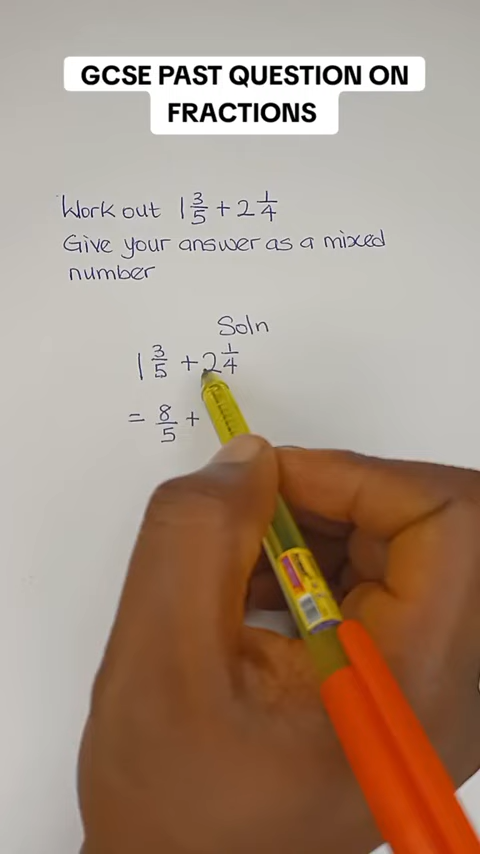 GCSE PAST QUESTION ON
FRACTIONS
Work out 1 3/5 + 2 1/4
Give your answer as a mixed
number
Soln
1 3/5 + 2 1/4
= 8/5 +